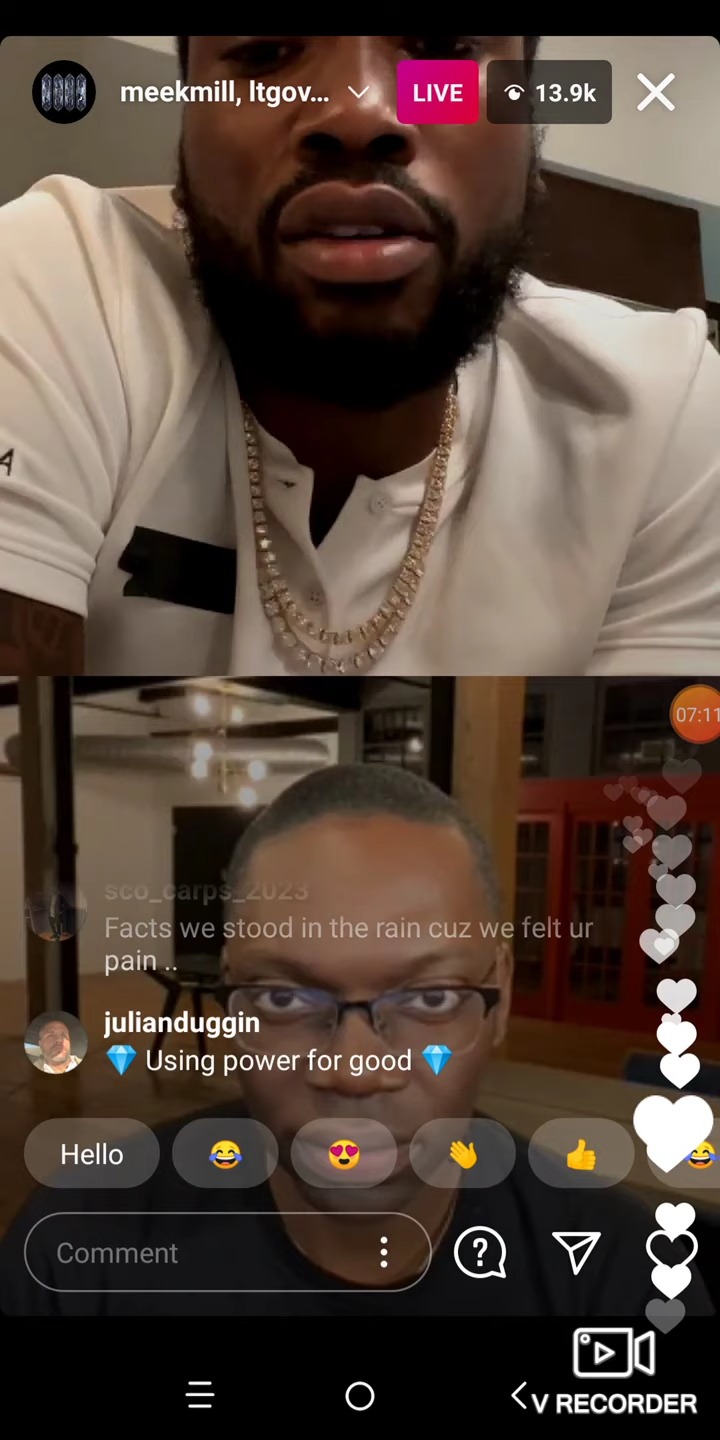 meekmill, ltgov...
LIVE
13.9k
A
07:11
sco_carps_2023
Facts we stood in the rain cuz we felt ur
pain ..
julianduggin
💎 Using power for good 💎
Hello
Comment
V RECORDER